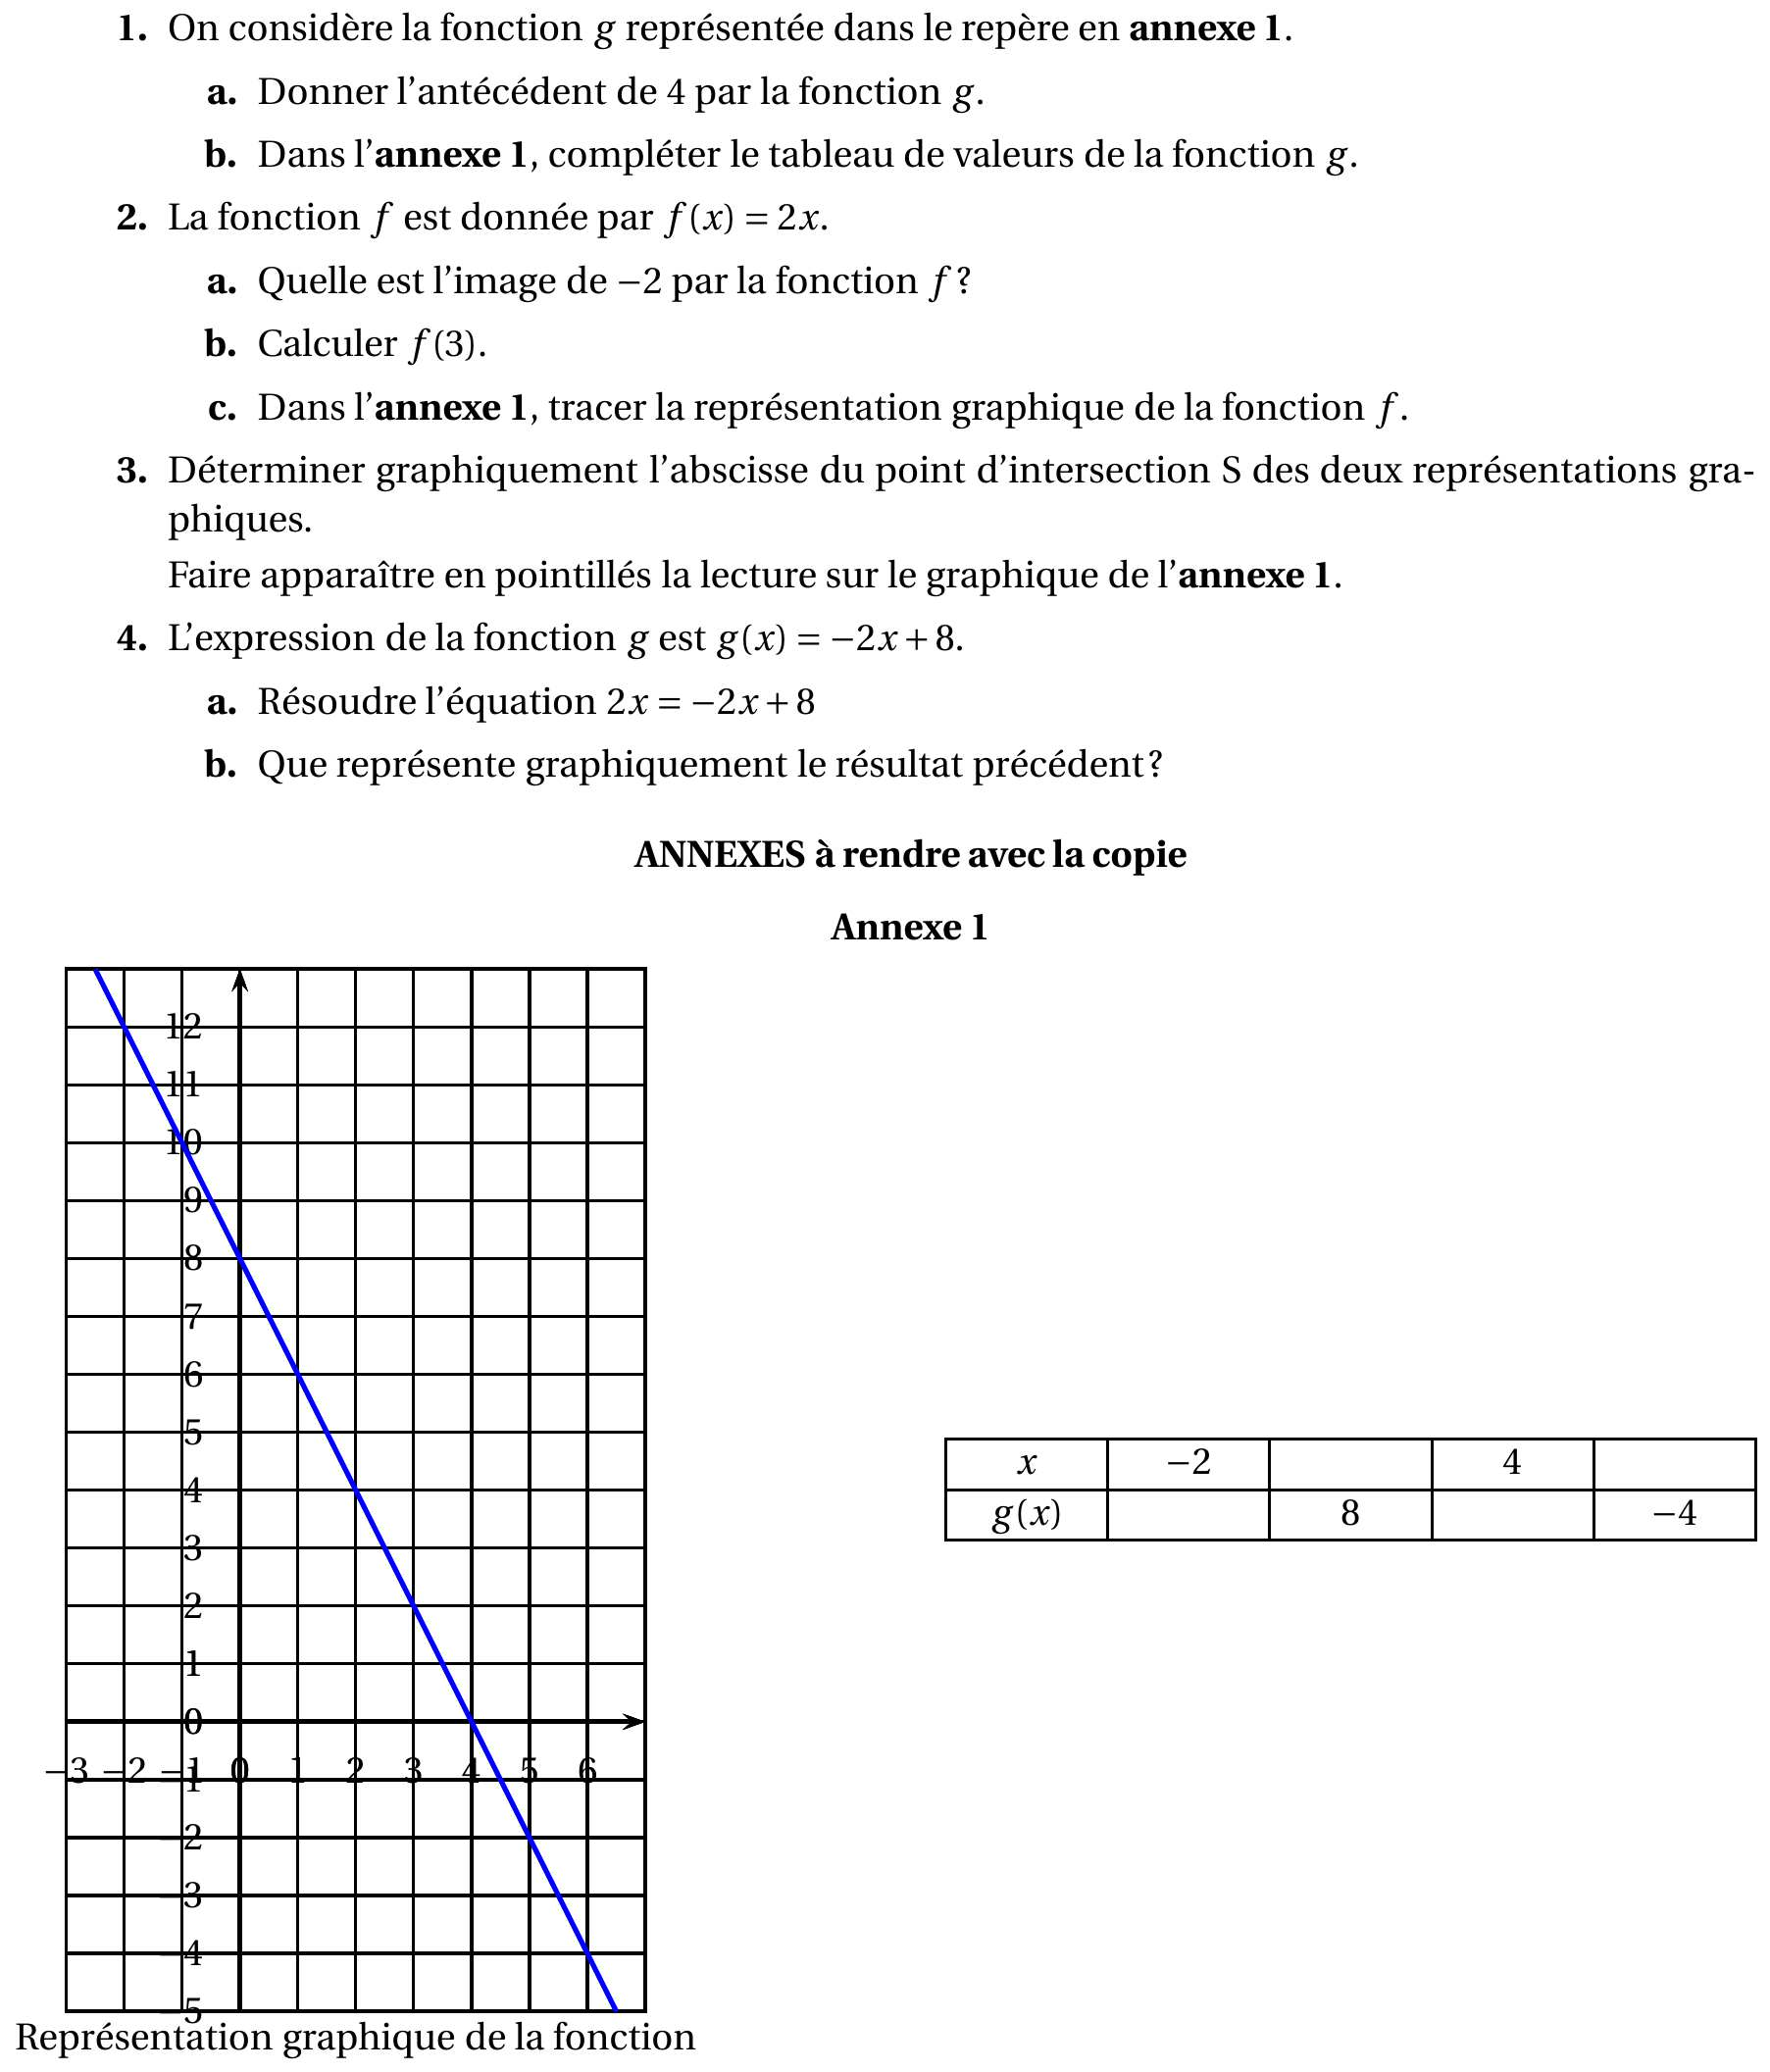 1. On considère la fonction g représentée dans le repère en annexe 1.
a. Donner l'antécédent de 4 par la fonction g.
b. Dans l'annexe 1, compléter le tableau de valeurs de la fonction g.
2. La fonction f est donnée par f(x) = 2x.
a. Quelle est l'image de −2 par la fonction f ?
b. Calculer f(3).
c. Dans l'annexe 1, tracer la représentation graphique de la fonction f.
3. Déterminer graphiquement l'abscisse du point d'intersection S des deux représentations gra-
phiques.
Faire apparaître en pointillés la lecture sur le graphique de l'annexe 1.
4. L'expression de la fonction g est g(x) = −2x + 8.
a. Résoudre l'équation 2x = −2x + 8
b. Que représente graphiquement le résultat précédent ?
ANNEXES à rendre avec la copie
Annexe 1
12
11
10
9
8
7
6
5
4
3
2
1
0
−3 −2 −1 0 1 2 3 4 5 6
−1
−2
−3
−4
−5
Représentation graphique de la fonction
x −2 4
g(x) 8 −4